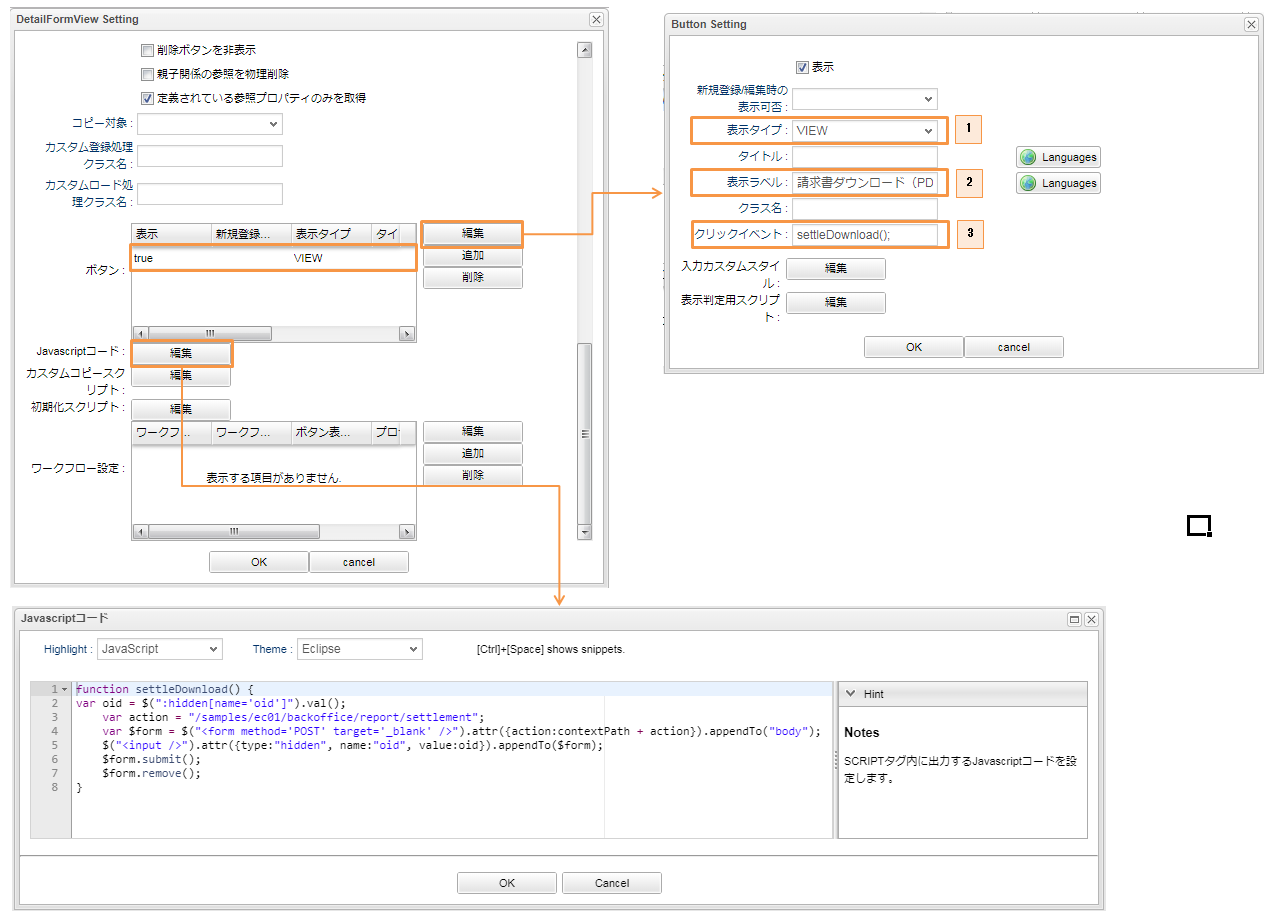 DetailFormView Setting
削除ボタンを非表示
親子関係の参照を物理削除
定義されている参照プロパティのみを取得
コピー対象 :
カスタム登録処理
クラス名 :
カスタムロード処
理クラス名 :
表示 新規登録... 表示タイプ タイ
true VIEW
ボタン :
編集
追加
削除
Javascriptコード : 編集
カスタムコピースク
リプト : 編集
初期化スクリプト : 編集
ワークフ... ワークフ... ボタン表...
ワークフロー設定 :
表示する項目がありません.
編集
追加
削除
OK cancel
Button Setting
表示
新規登録/編集時の
表示可否 :
表示タイプ : VIEW 1
タイトル : Languages
表示ラベル : 請求書ダウンロード（PD 2 Languages
クラス名 :
クリックイベント : settleDownload(); 3
入力カスタムスタイ
ル : 編集
表示判定用スクリプ
ト : 編集
OK cancel
Javascriptコード
Highlight : JavaScript Theme : Eclipse [Ctrl]+[Space] shows snippets.
1 function settleDownload() {
2 var oid = $(":hidden[name='oid']").val();
3 var action = "/samples/ec01/backoffice/report/settlement";
4 var $form = $("<form method='POST' target='_blank' />").attr({action:contextPath + action}).appendTo("body");
5 $("<input />").attr({type:"hidden", name:"oid", value:oid}).appendTo($form);
6 $form.submit();
7 $form.remove();
8 }
Hint
Notes
SCRIPTタグ内に出力するJavascriptコードを設
定します。
OK Cancel